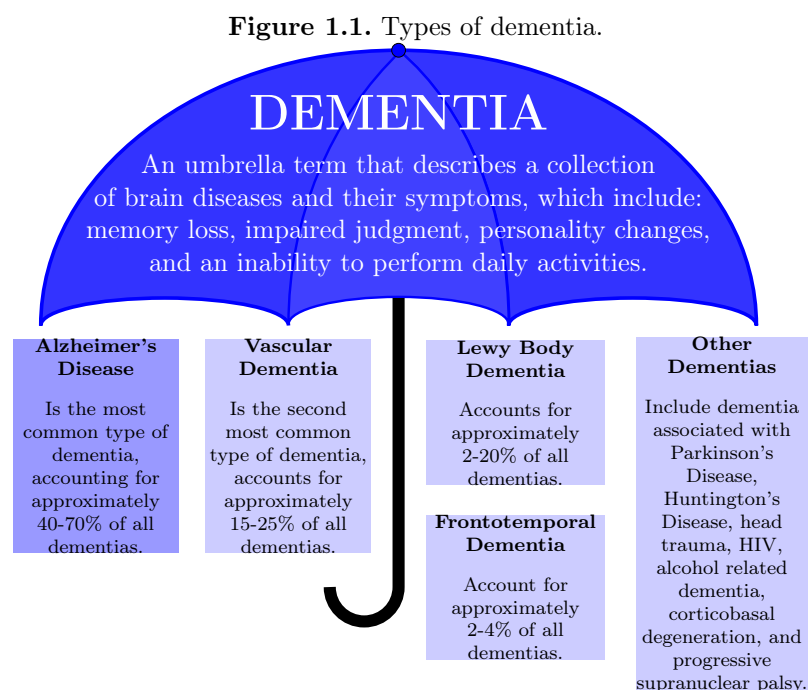 Figure 1.1. Types of dementia.
DEMENTIA
An umbrella term that describes a collection
of brain diseases and their symptoms, which include:
memory loss, impaired judgment, personality changes,
and an inability to perform daily activities.
Alzheimer's
Disease
Is the most
common type of
dementia,
accounting for
approximately
40-70% of all
dementias.
Vascular
Dementia
Is the second
most common
type of dementia,
accounts for
approximately
15-25% of all
dementias.
Lewy Body
Dementia
Accounts for
approximately
2-20% of all
dementias.
Frontotemporal
Dementia
Account for
approximately
2-4% of all
dementias.
Other
Dementias
Include dementia
associated with
Parkinson's
Disease,
Huntington's
Disease, head
trauma, HIV,
alcohol related
dementia,
corticobasal
degeneration, and
progressive
supranuclear palsy.